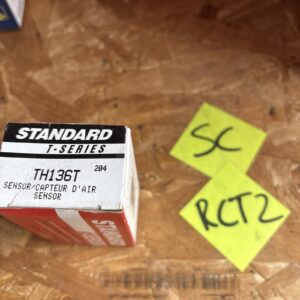 STANDARD
T-SERIES
204
TH136T
SENSOR/CAPTEUR D'AIR
SENSOR
SC
RCT2